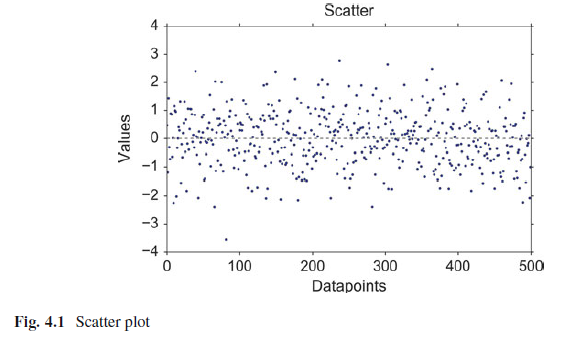 Scatter
4
3
2
1
0
−1
−2
−3
−4
Values
0 100 200 300 400 500
Datapoints
Fig. 4.1 Scatter plot